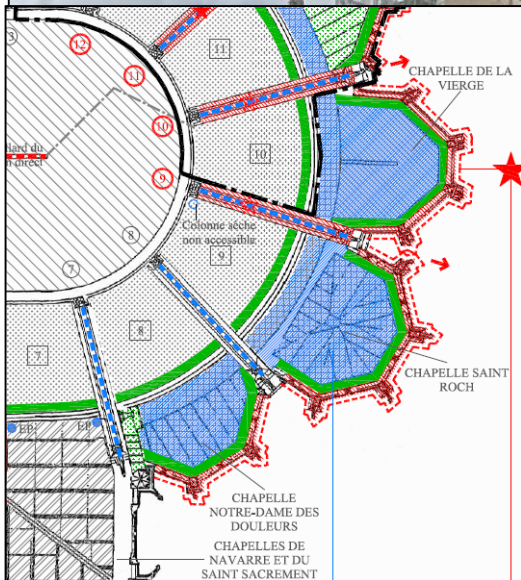 3
12
11
11
CHAPELLE DE LA
VIERGE
10
10
9
Colonne sèche
non accessible
8
9
7
8
7
CHAPELLE SAINT
ROCH
EP
EP
CHAPELLE
NOTRE-DAME DES
DOULEURS
CHAPELLES DE
NAVARRE ET DU
SAINT SACREMENT
direct